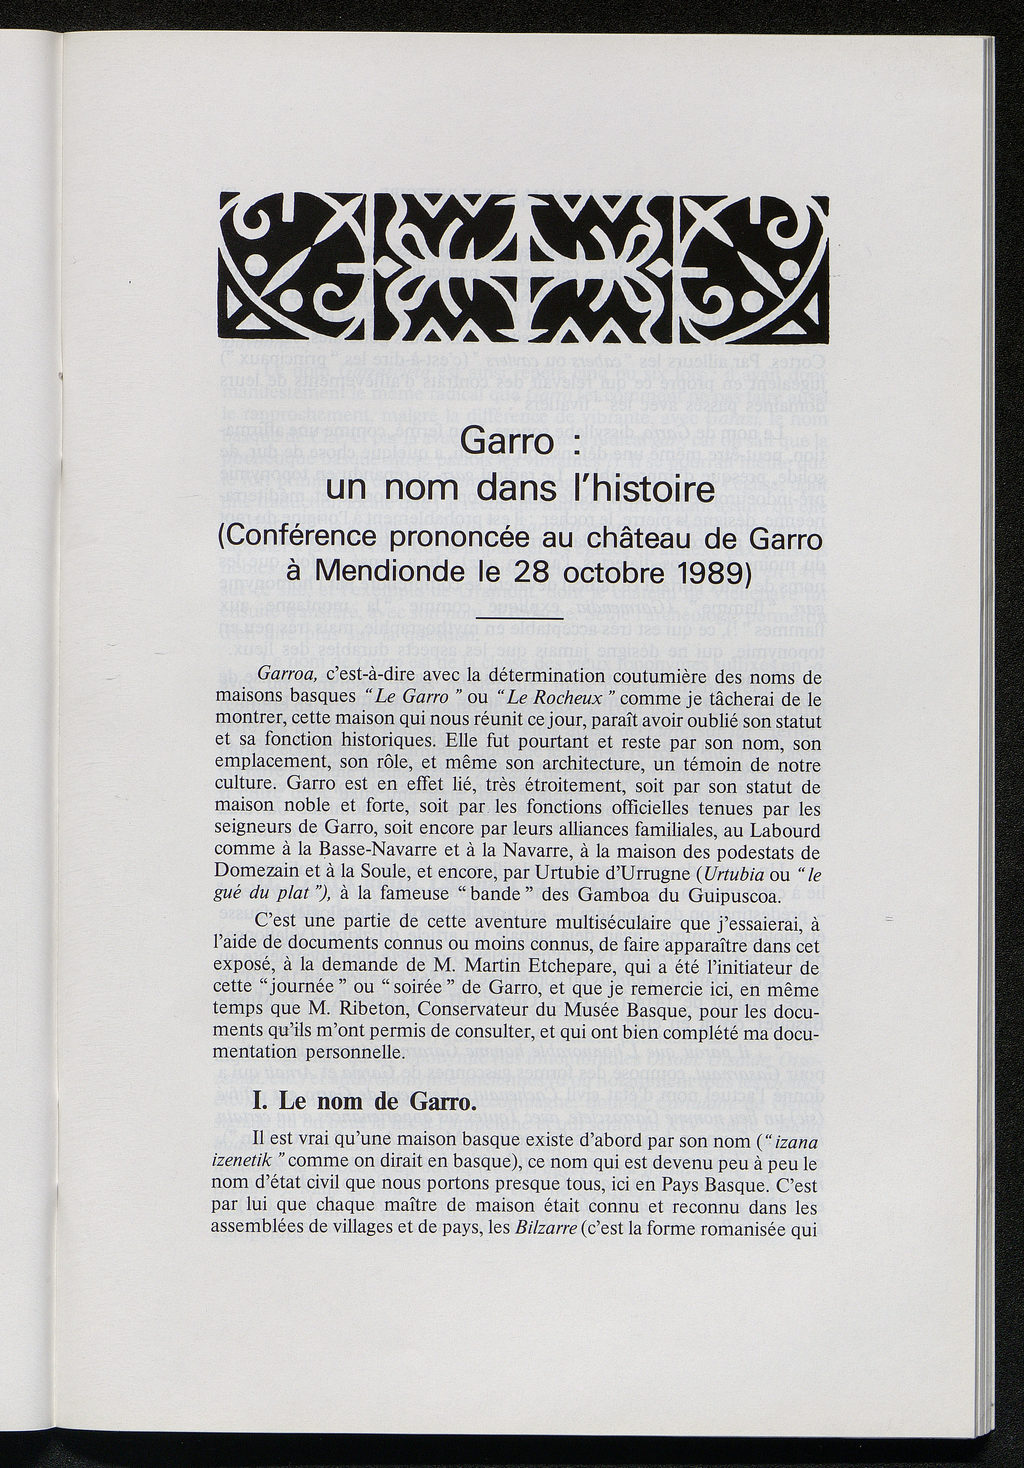 Garro :
un nom dans l'histoire
(Conférence prononcée au château de Garro
à Mendionde le 28 octobre 1989)
Garroa, c'est-à-dire avec la détermination coutumière des noms de
maisons basques “Le Garro” ou “Le Rocheux” comme je tâcherai de le
montrer, cette maison qui nous réunit ce jour, paraît avoir oublié son statut
et sa fonction historiques. Elle fut pourtant et reste par son nom, son
emplacement, son rôle, et même son architecture, un témoin de notre
culture. Garro est en effet lié, très étroitement, soit par son statut de
maison noble et forte, soit par les fonctions officielles tenues par les
seigneurs de Garro, soit encore par leurs alliances familiales, au Labourd
comme à la Basse-Navarre et à la Navarre, à la maison des podestats de
Domezain et à la Soule, et encore, par Urtubie d'Urrugne (Urtubia ou “le
gué du plat”), à la fameuse “bande” des Gamboa du Guipuscoa.
C'est une partie de cette aventure multiséculaire que j'essaierai, à
l'aide de documents connus ou moins connus, de faire apparaître dans cet
exposé, à la demande de M. Martin Etchepare, qui a été l'initiateur de
cette “journée” ou “soirée” de Garro, et que je remercie ici, en même
temps que M. Ribeton, Conservateur du Musée Basque, pour les docu-
ments qu'ils m'ont permis de consulter, et qui ont bien complété ma docu-
mentation personnelle.
I. Le nom de Garro.
Il est vrai qu'une maison basque existe d'abord par son nom (“izana
izenetik” comme on dirait en basque), ce nom qui est devenu peu à peu le
nom d'état civil que nous portons presque tous, ici en Pays Basque. C'est
par lui que chaque maître de maison était connu et reconnu dans les
assemblées de villages et de pays, les Bilzarre (c'est la forme romanisée qui